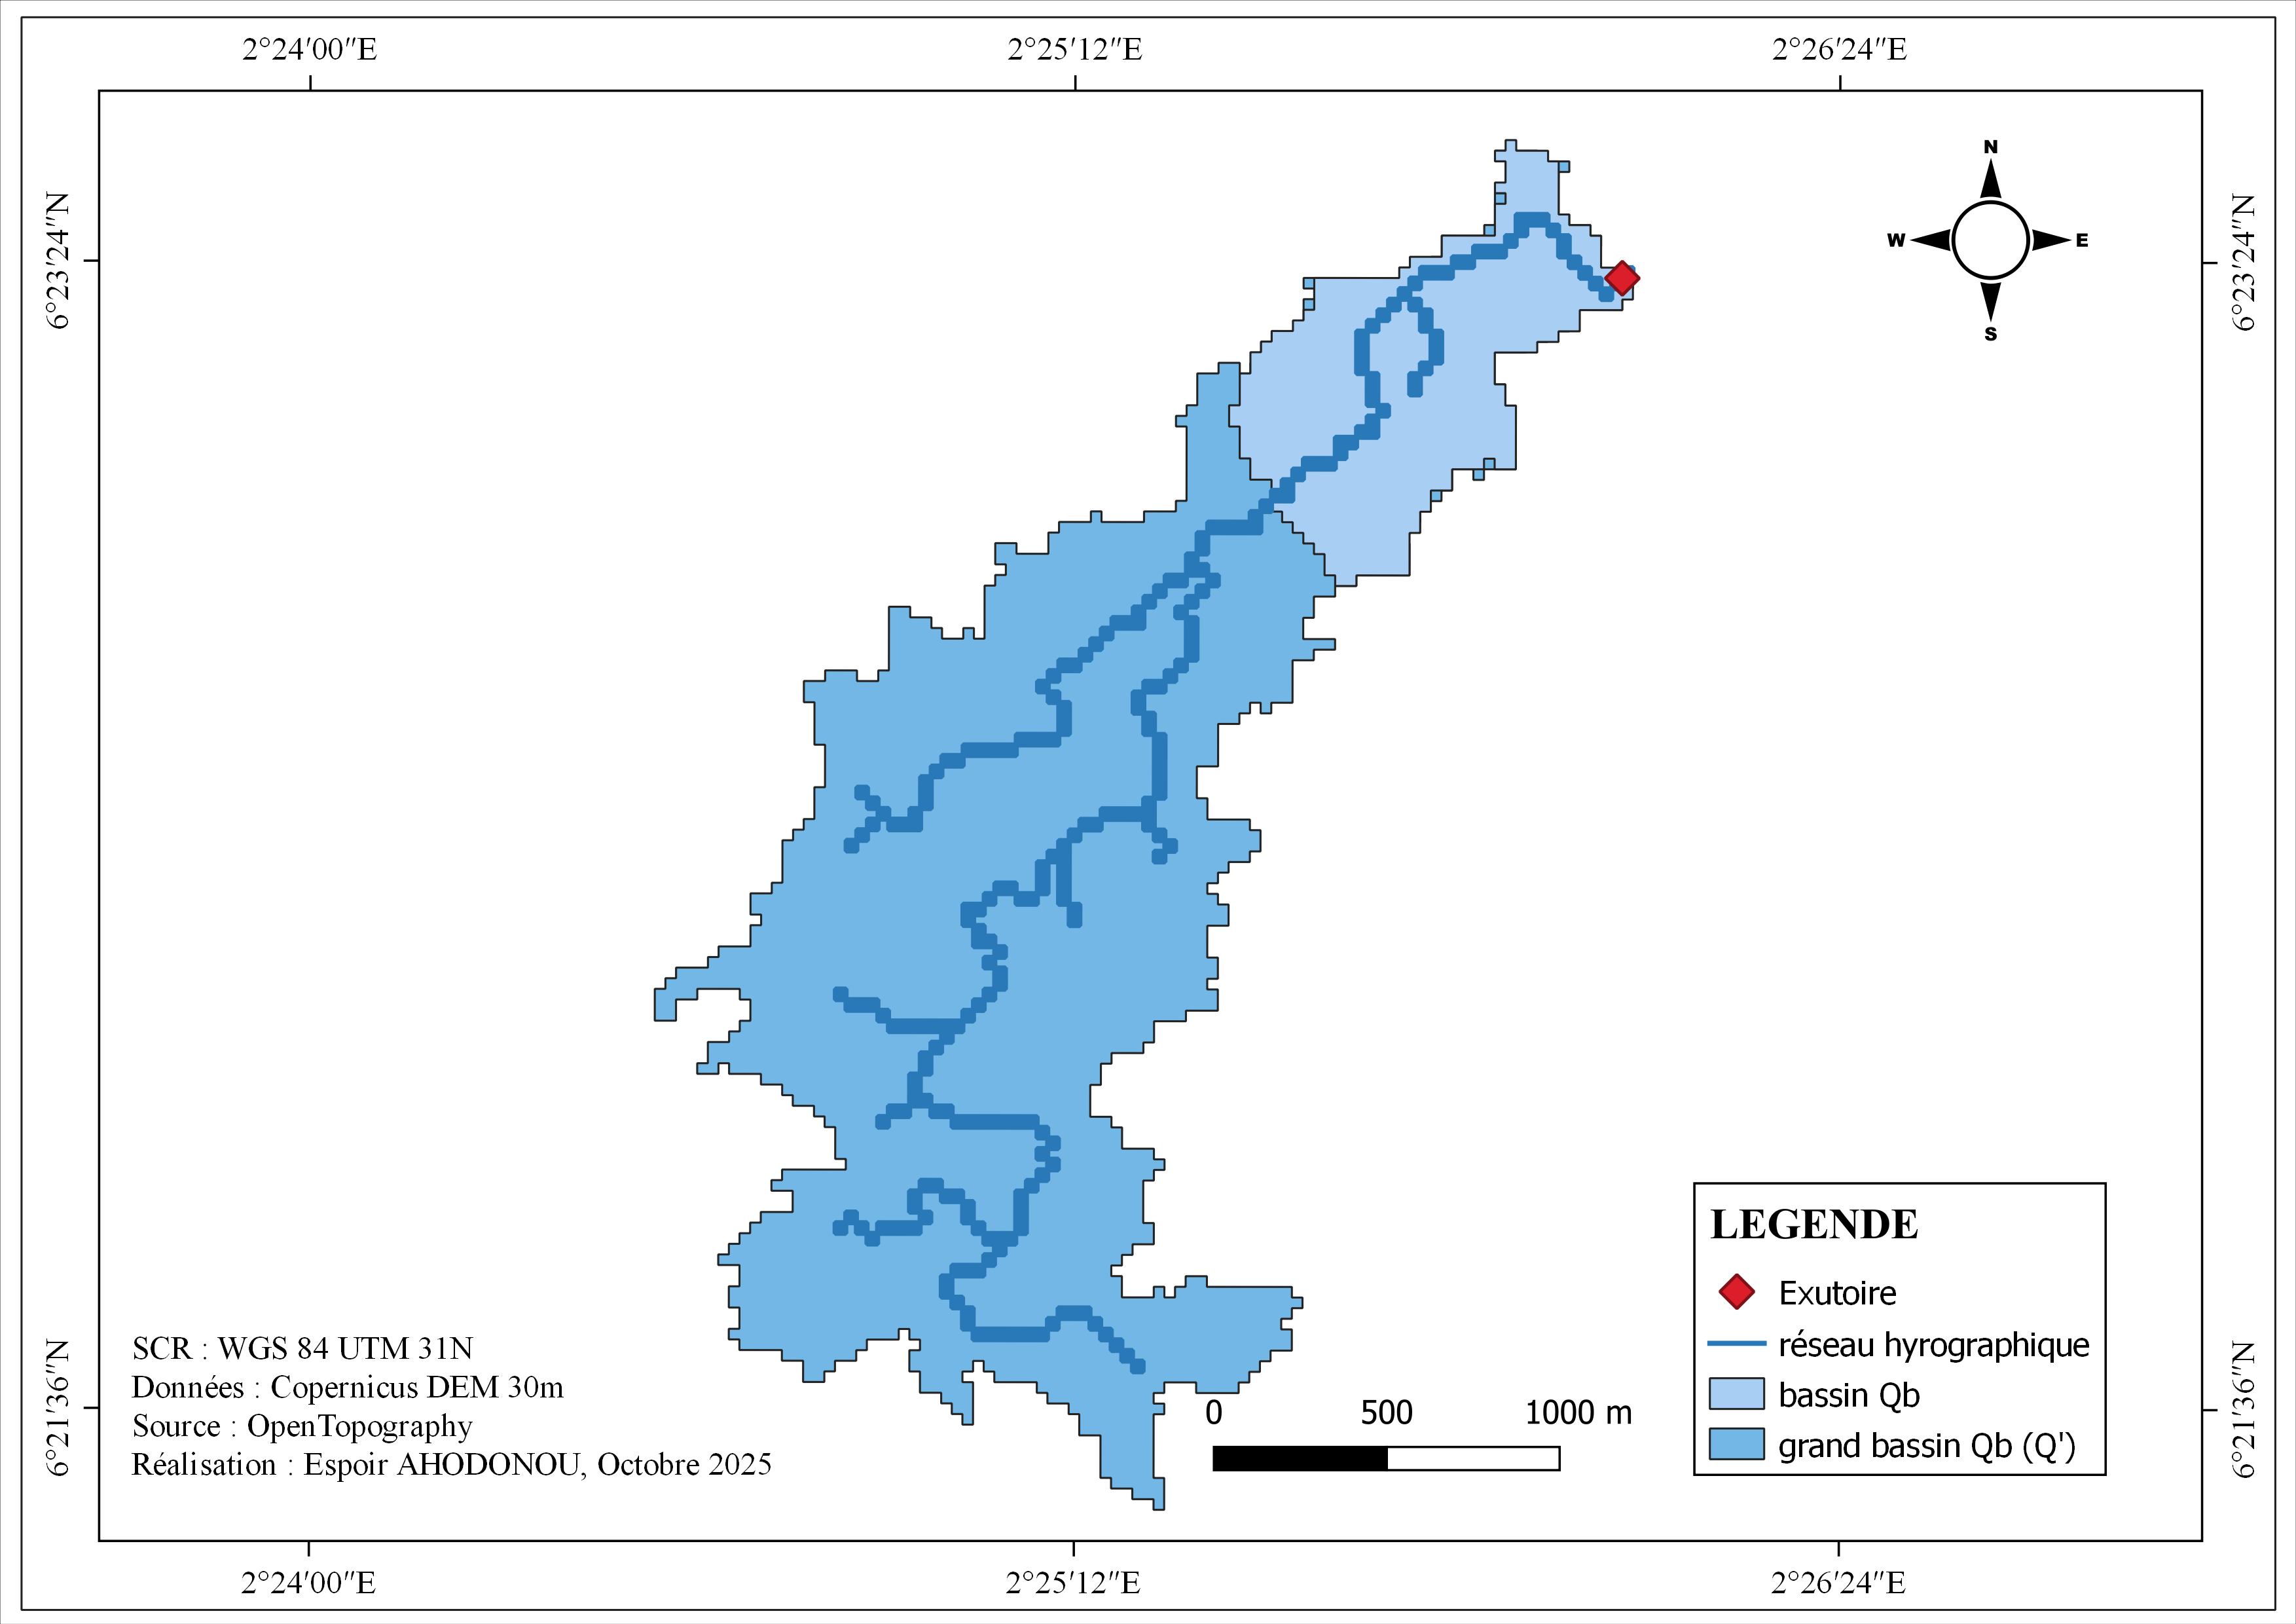 2°24'00"E
2°25'12"E
2°26'24"E
6°23'24"N
6°23'24"N
N
W
E
S
LEGENDE
Exutoire
réseau hyrographique
bassin Qb
grand bassin Qb (Q')
SCR : WGS 84 UTM 31N
Données : Copernicus DEM 30m
Source : OpenTopography
Réalisation : Espoir AHODONOU, Octobre 2025
0
500
1000 m
6°21'36"N
6°21'36"N
2°24'00"E
2°25'12"E
2°26'24"E